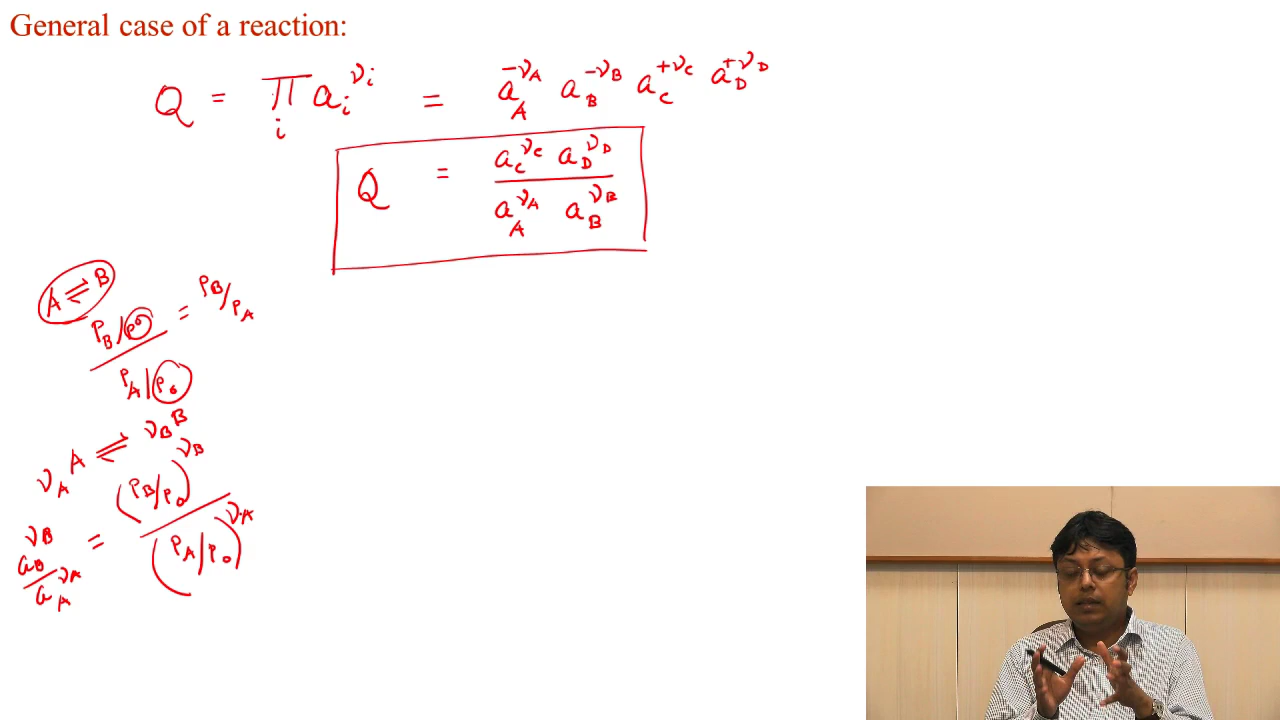 General case of a reaction:
Q = π_i a_i^{ν_i} = a_A^{-ν_A} a_B^{-ν_B} a_C^{+ν_C} a_D^{+ν_D}
Q = a_C^{ν_C} a_D^{ν_D} / a_A^{ν_A} a_B^{ν_B}
A ⇌ B
P_B/P^0 / P_A/P_0 = P_B/P_A
ν_A A ⇌ ν_B B
a_B^{ν_B} / a_A^{ν_A} = (P_B/P_0)^{ν_B} / (P_A/P_0)^{ν_A}